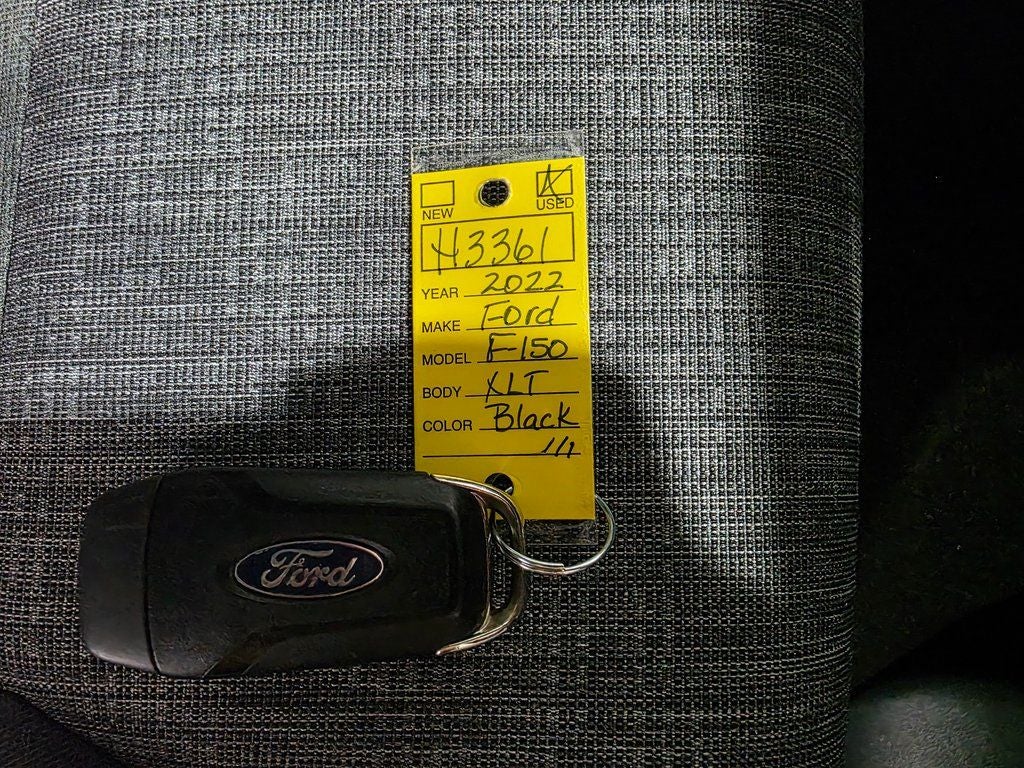 NEW USED
H3361
YEAR 2022
MAKE Ford
MODEL F-150
BODY XLT
COLOR Black
1/1
Ford